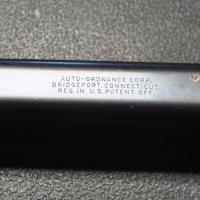 AUTO-ORDNANCE CORP.
BRIDGEPORT, CONNECTICUT
REG. IN U.S. PATENT OFF.